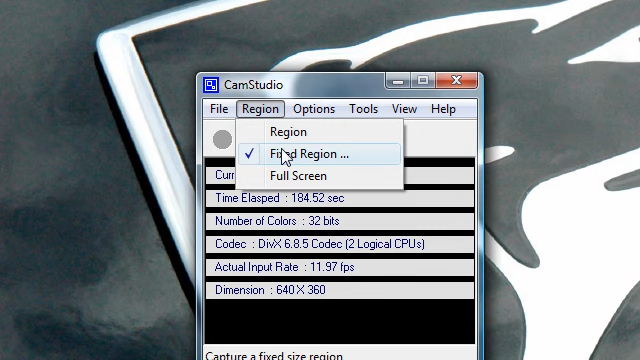 CamStudio
File Region Options Tools View Help
Region
Fixed Region ...
Full Screen
Curr
Time Elasped : 184.52 sec
Number of Colors : 32 bits
Codec : DivX 6.8.5 Codec (2 Logical CPUs)
Actual Input Rate : 11.97 fps
Dimension : 640 X 360
Capture a fixed size region